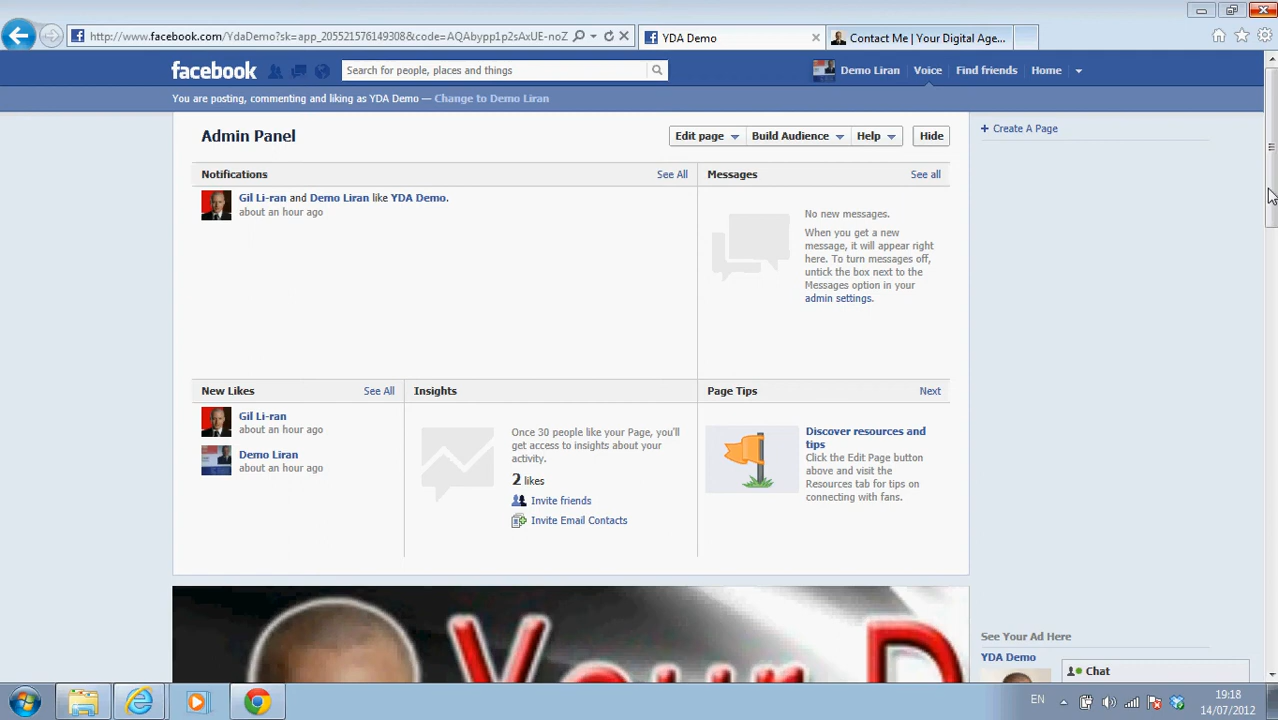 http://www.facebook.com/YdaDemo?sk=app_205521576149308&code=AQAbypp1p2sAxUE-noZ
YDA Demo
Contact Me | Your Digital Age...
facebook
Search for people, places and things
Demo Liran
Voice
Find friends
Home
You are posting, commenting and liking as YDA Demo — Change to Demo Liran
Admin Panel
Edit page
Build Audience
Help
Hide
Create A Page
Notifications
See All
Gil Li-ran and Demo Liran like YDA Demo.
about an hour ago
Messages
See all
No new messages.
When you get a new
message, it will appear right
here. To turn messages off,
untick the box next to the
Messages option in your
admin settings.
New Likes
See All
Gil Li-ran
about an hour ago
Demo Liran
about an hour ago
Insights
Once 30 people like your Page, you'll
get access to insights about your
activity.
2 likes
Invite friends
Invite Email Contacts
Page Tips
Next
Discover resources and
tips
Click the Edit Page button
above and visit the
Resources tab for tips on
connecting with fans.
Your D
See Your Ad Here
YDA Demo
Chat
EN
19:18
14/07/2012